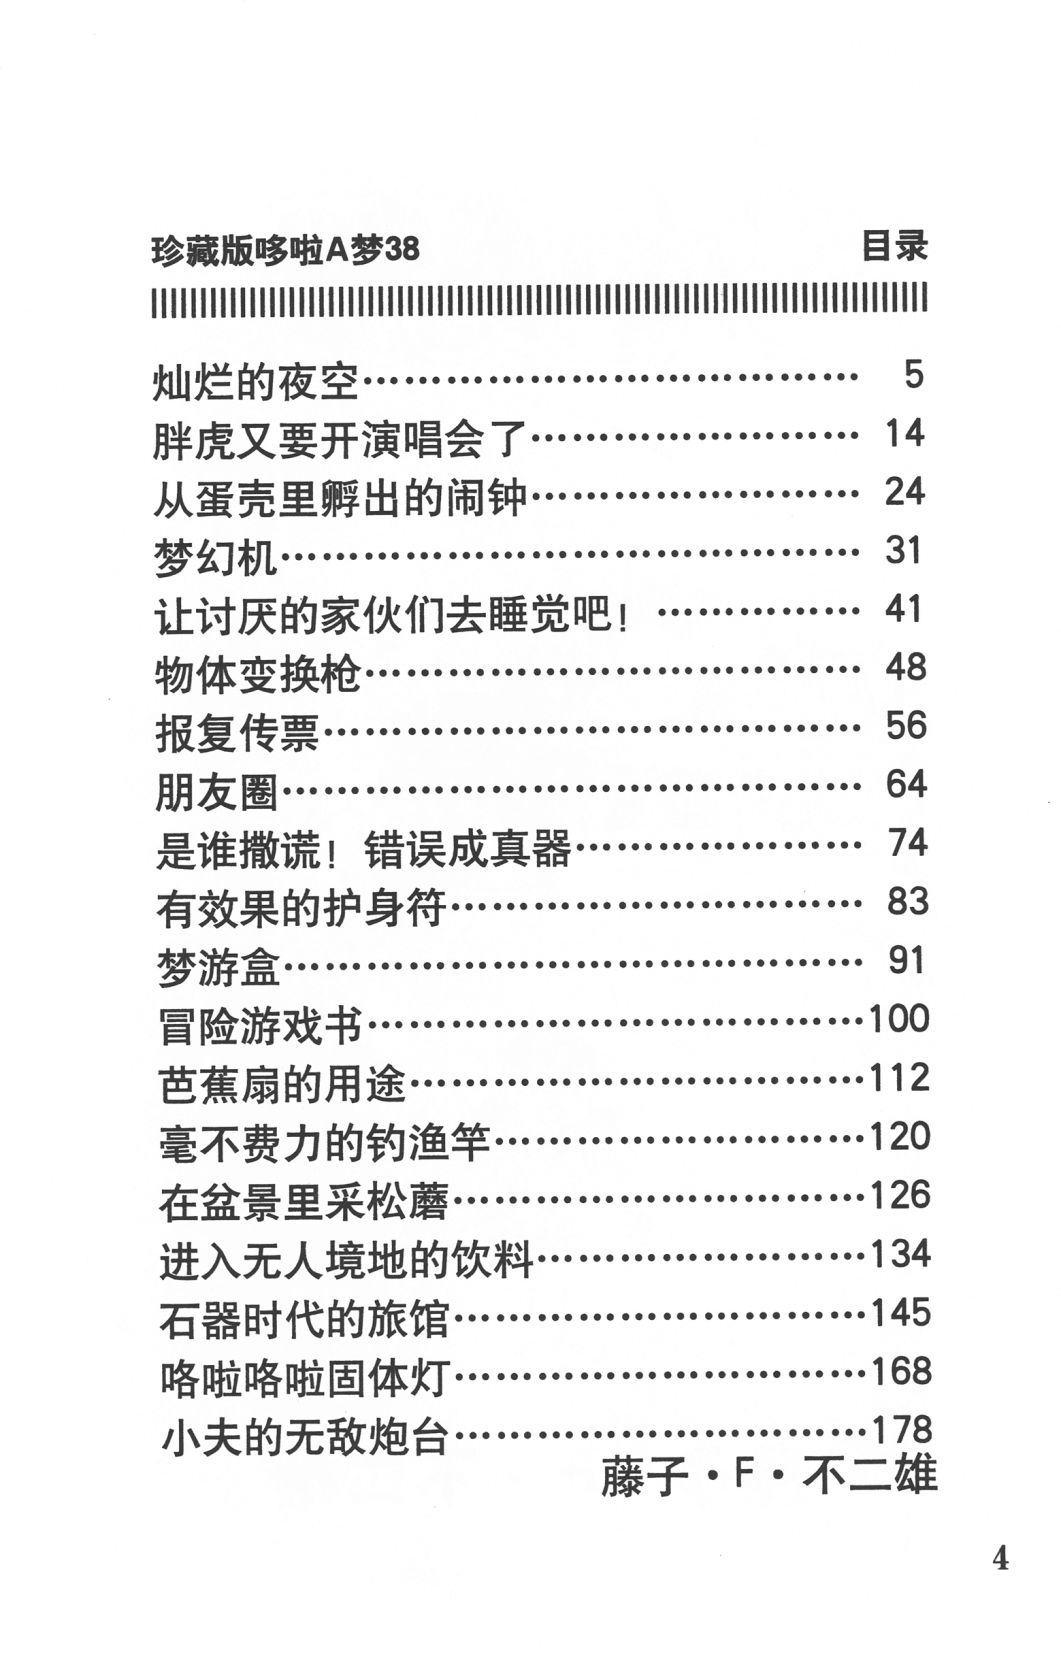 珍藏版哆啦A梦38 目录
灿烂的夜空…………………………………… 5
胖虎又要开演唱会了……………………… 14
从蛋壳里孵出的闹钟……………………… 24
梦幻机………………………………………… 31
让讨厌的家伙们去睡觉吧！…………… 41
物体变换枪…………………………………… 48
报复传票……………………………………… 56
朋友圈………………………………………… 64
是谁撒谎！错误成真器…………………… 74
有效果的护身符…………………………… 83
梦游盒………………………………………… 91
冒险游戏书……………………………………100
芭蕉扇的用途…………………………………112
毫不费力的钓渔竿…………………………120
在盆景里采松蘑……………………………126
进入无人境地的饮料………………………134
石器时代的旅馆……………………………145
咯啦咯啦固体灯……………………………168
小夫的无敌炮台……………………………178
藤子·F·不二雄
4